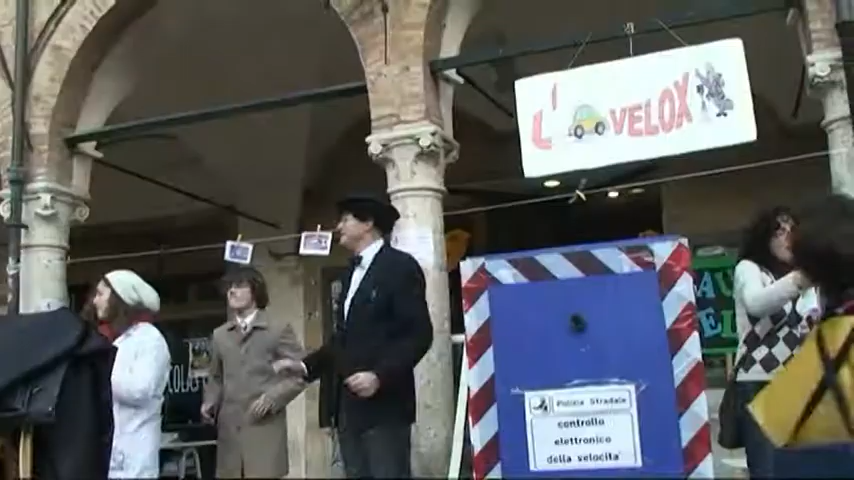 L'
VELOX
Polizia Stradale
controllo
elettronico
della velocita'